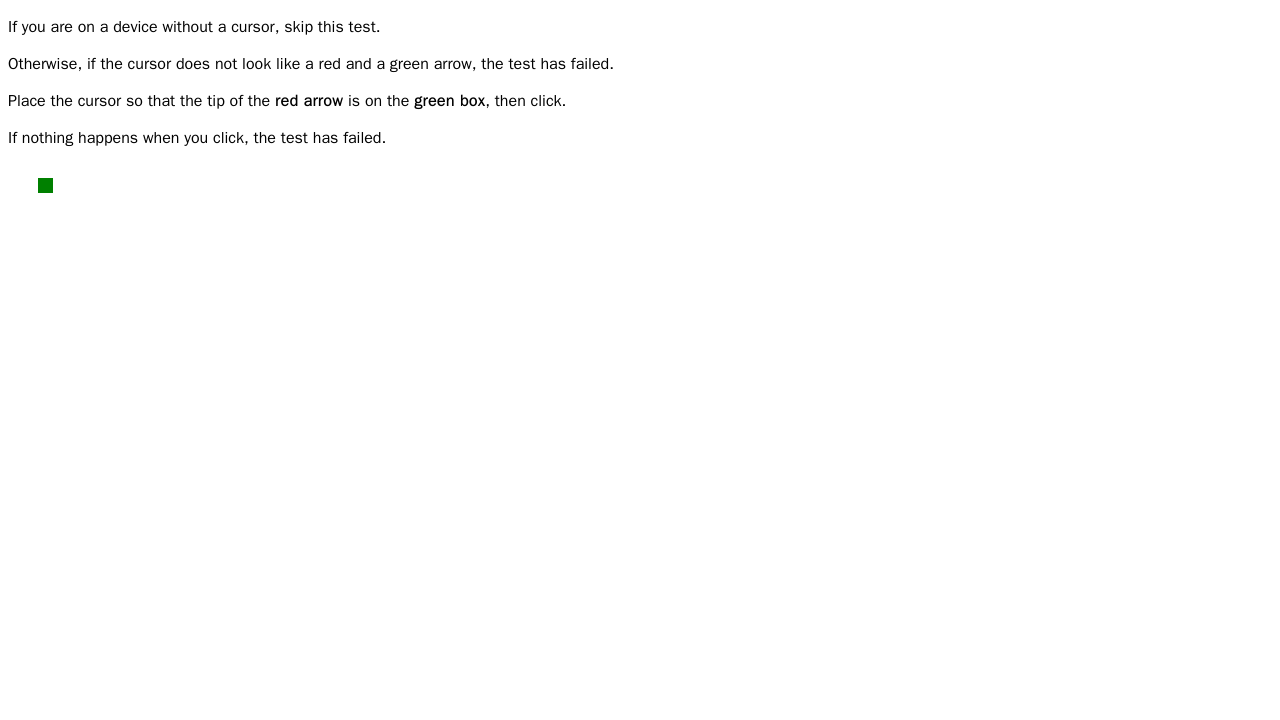 If you are on a device without a cursor, skip this test.
Otherwise, if the cursor does not look like a red and a green arrow, the test has failed.
Place the cursor so that the tip of the red arrow is on the green box, then click.
If nothing happens when you click, the test has failed.